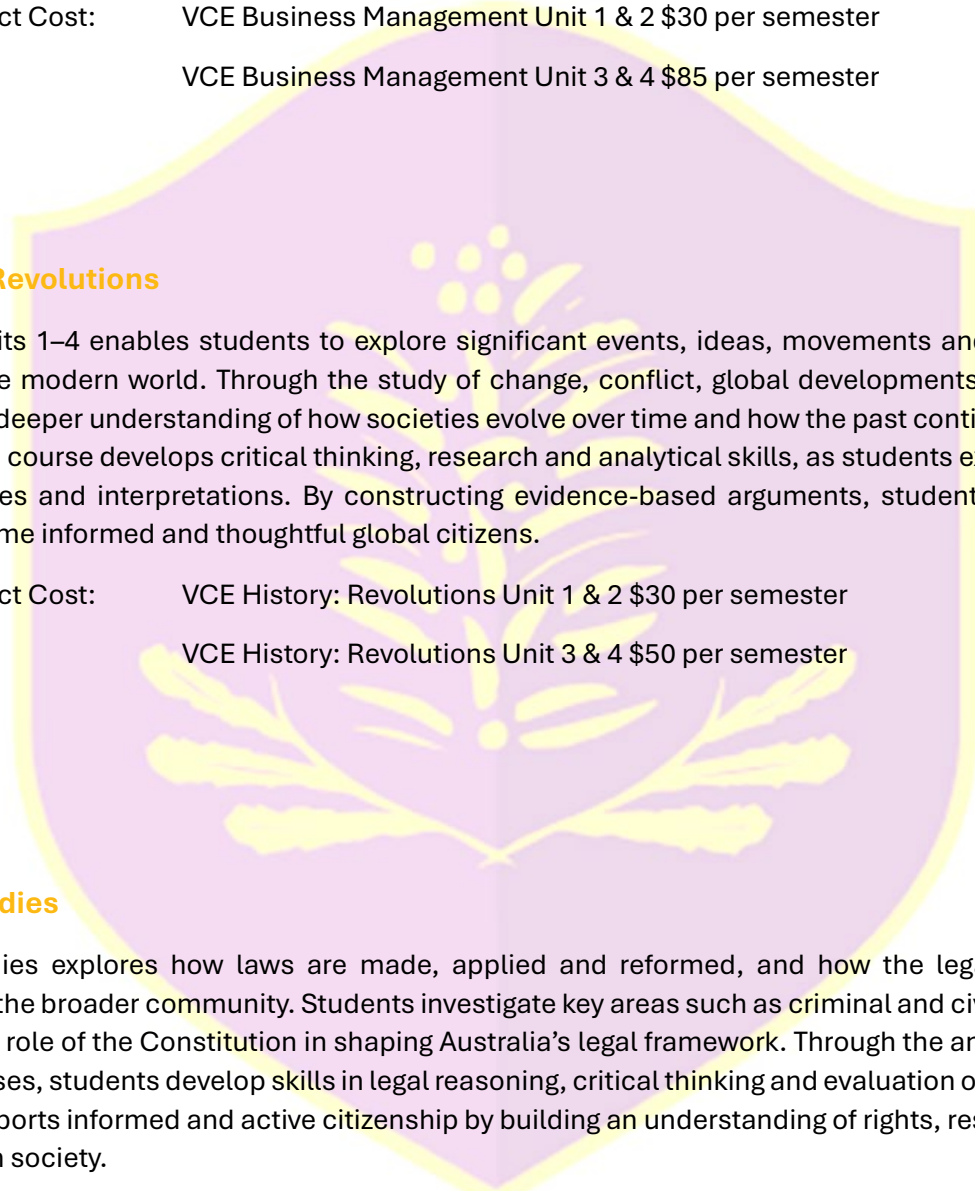 ct Cost: VCE Business Management Unit 1 & 2 $30 per semester
VCE Business Management Unit 3 & 4 $85 per semester
Revolutions
its 1–4 enables students to explore significant events, ideas, movements and
e modern world. Through the study of change, conflict, global developments
deeper understanding of how societies evolve over time and how the past conti
course develops critical thinking, research and analytical skills, as students e
es and interpretations. By constructing evidence-based arguments, student
me informed and thoughtful global citizens.
ct Cost: VCE History: Revolutions Unit 1 & 2 $30 per semester
VCE History: Revolutions Unit 3 & 4 $50 per semester
dies
ies explores how laws are made, applied and reformed, and how the leg
the broader community. Students investigate key areas such as criminal and civ
role of the Constitution in shaping Australia’s legal framework. Through the an
ses, students develop skills in legal reasoning, critical thinking and evaluation o
ports informed and active citizenship by building an understanding of rights, res
n society.